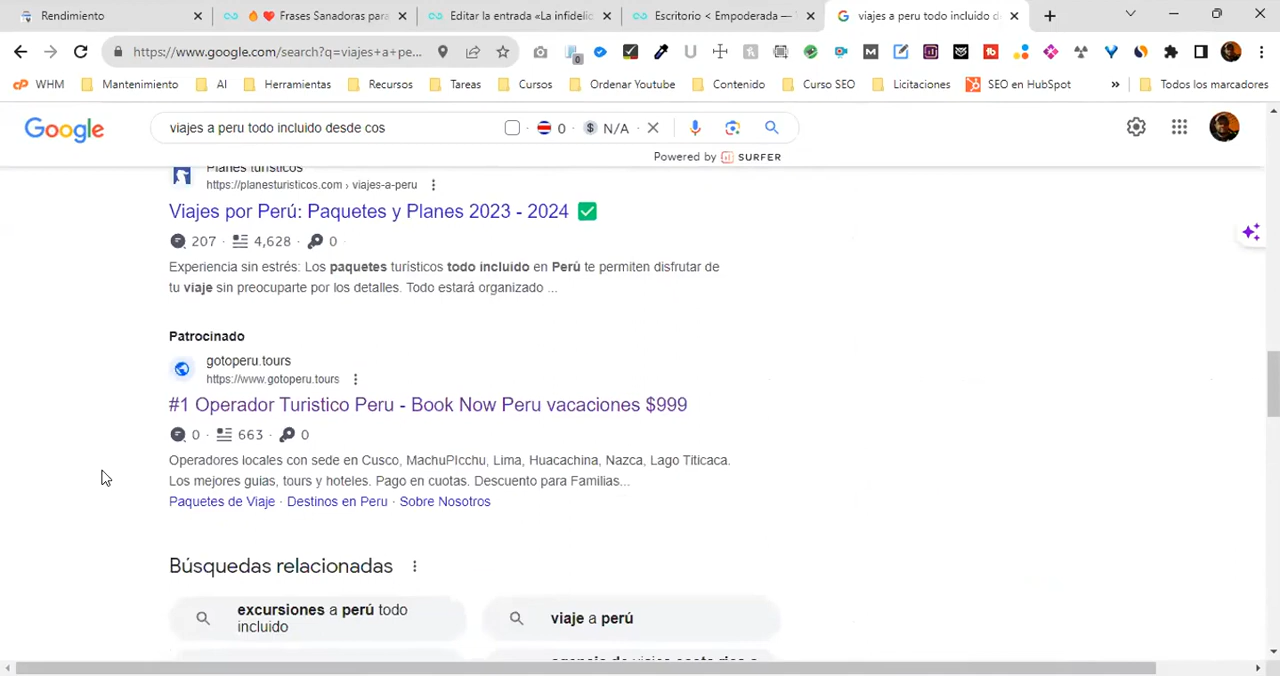 Rendimiento
Frases Sanadoras para
Editar la entrada «La infidelic
Escritorio < Empoderada —
viajes a peru todo incluido d
https://www.google.com/search?q=viajes+a+pe...
0
WHM
Mantenimiento
AI
Herramientas
Cursos
Recursos
Tareas
Cursos
Ordenar Youtube
Contenido
Curso SEO
Licitaciones
SEO en HubSpot
»
Todos los marcadores
Google
viajes a peru todo incluido desde cos
0
N/A
Powered by SURFER
Planes turísticos
https://planesturisticos.com › viajes-a-peru
Viajes por Perú: Paquetes y Planes 2023 - 2024
207 · 4,628 · 0
Experiencia sin estrés: Los paquetes turísticos todo incluido en Perú te permiten disfrutar de
tu viaje sin preocuparte por los detalles. Todo estará organizado ...
Patrocinado
gotoperu.tours
https://www.gotoperu.tours
#1 Operador Turistico Peru - Book Now Peru vacaciones $999
0 · 663 · 0
Operadores locales con sede en Cusco, MachuPIcchu, Lima, Huacachina, Nazca, Lago Titicaca.
Los mejores guias, tours y hoteles. Pago en cuotas. Descuento para Familias...
Paquetes de Viaje · Destinos en Peru · Sobre Nosotros
Búsquedas relacionadas
excursiones a perú todo
incluido
viaje a perú